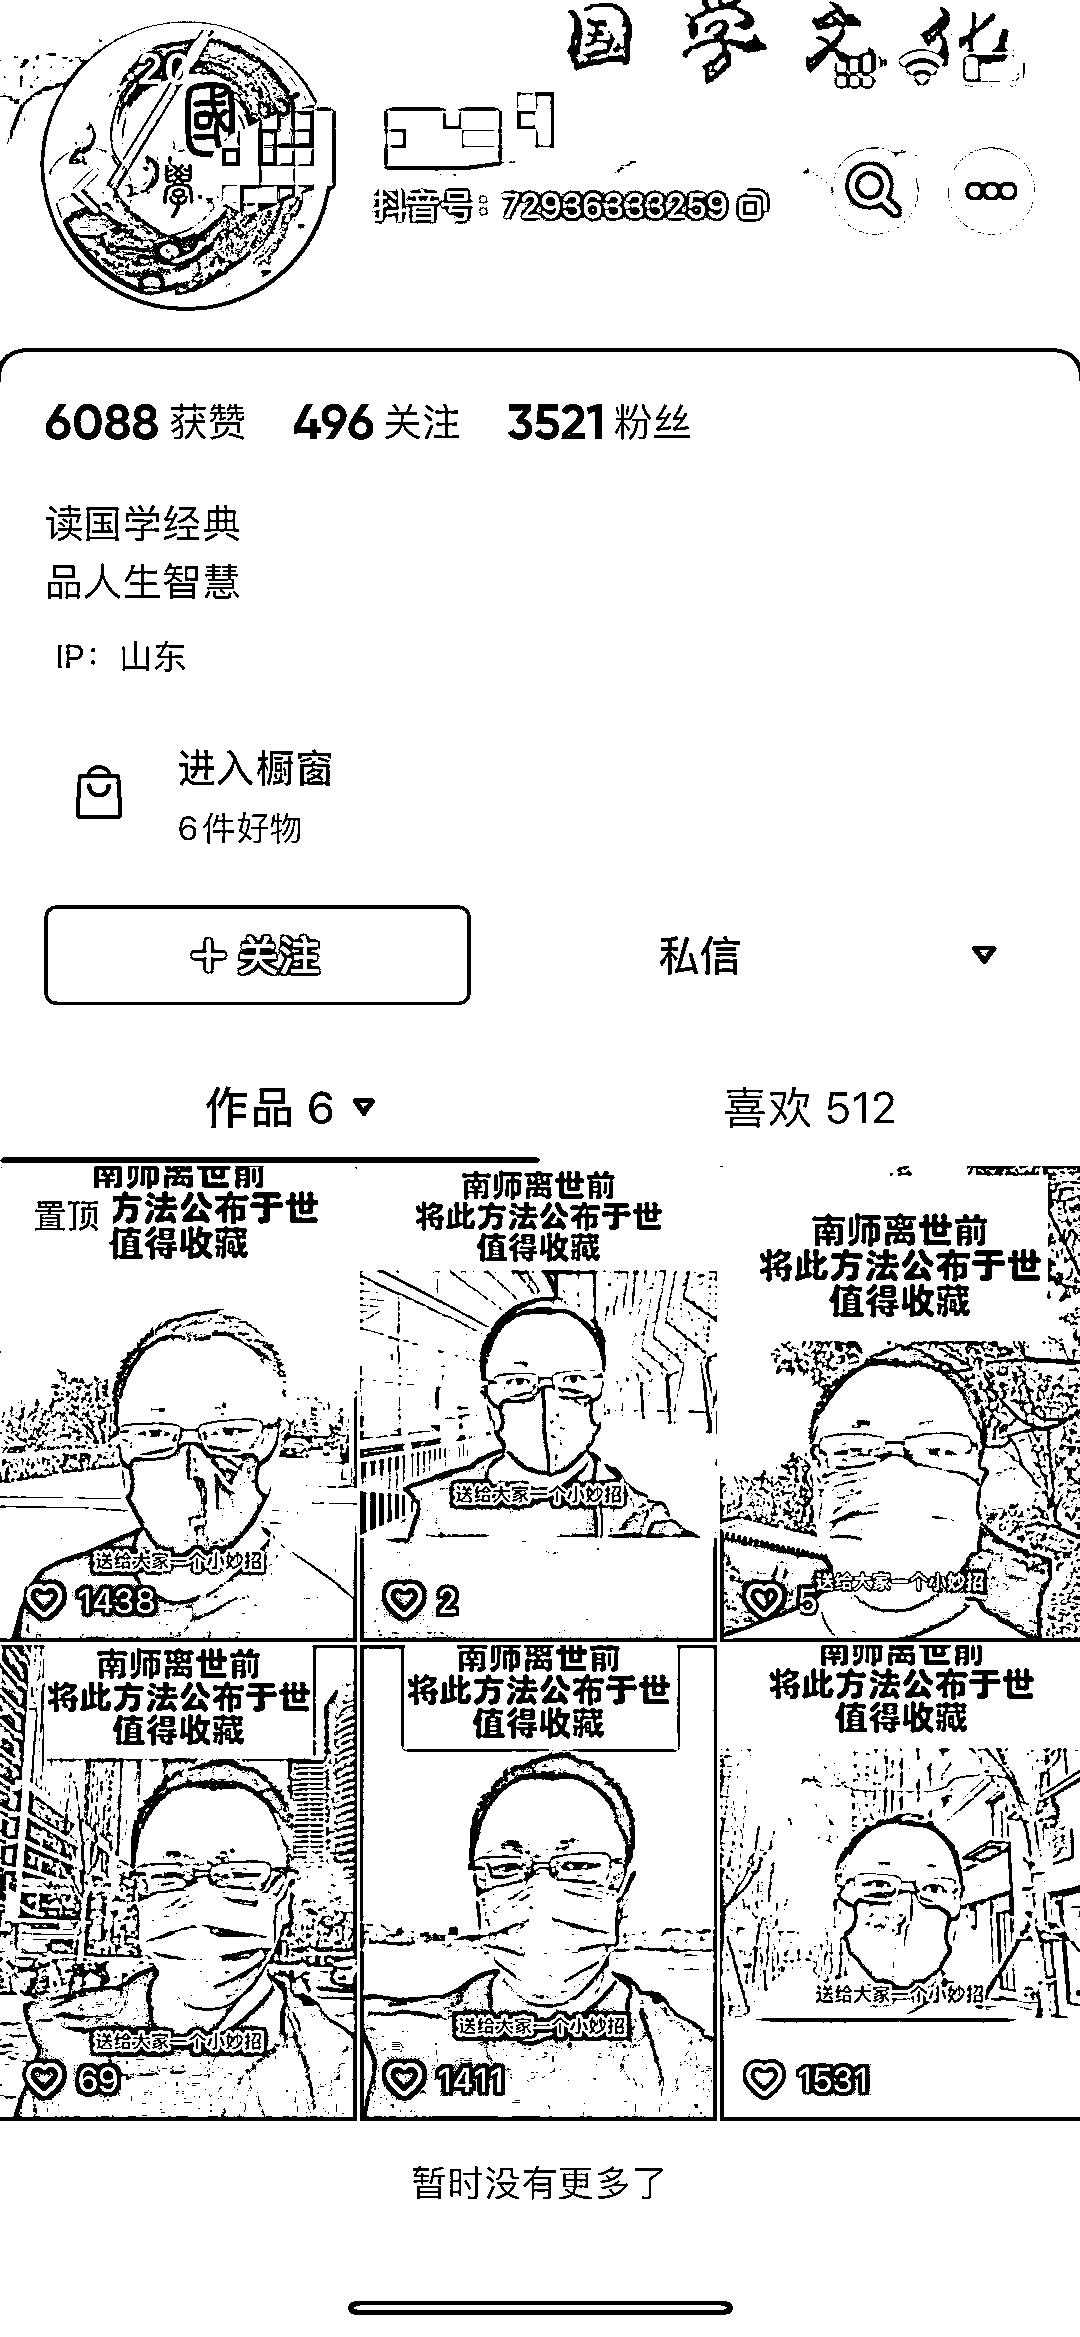 国学文化
20
國
學
抖音号：72936333259
6088 获赞 496 关注 3521 粉丝
读国学经典
品人生智慧
IP：山东
进入橱窗
6件好物
关注
私信
作品 6
喜欢 512
置顶
南师离世前
方法公布于世
值得收藏
送给大家一个小妙招
1438
南师离世前
将此方法公布于世
值得收藏
送给大家一个小妙招
2
南师离世前
将此方法公布于世
值得收藏
送给大家一个小妙招
5
南师离世前
将此方法公布于世
值得收藏
送给大家一个小妙招
69
南师离世前
将此方法公布于世
值得收藏
送给大家一个小妙招
1411
南师离世前
将此方法公布于世
值得收藏
送给大家一个小妙招
1531
暂时没有更多了